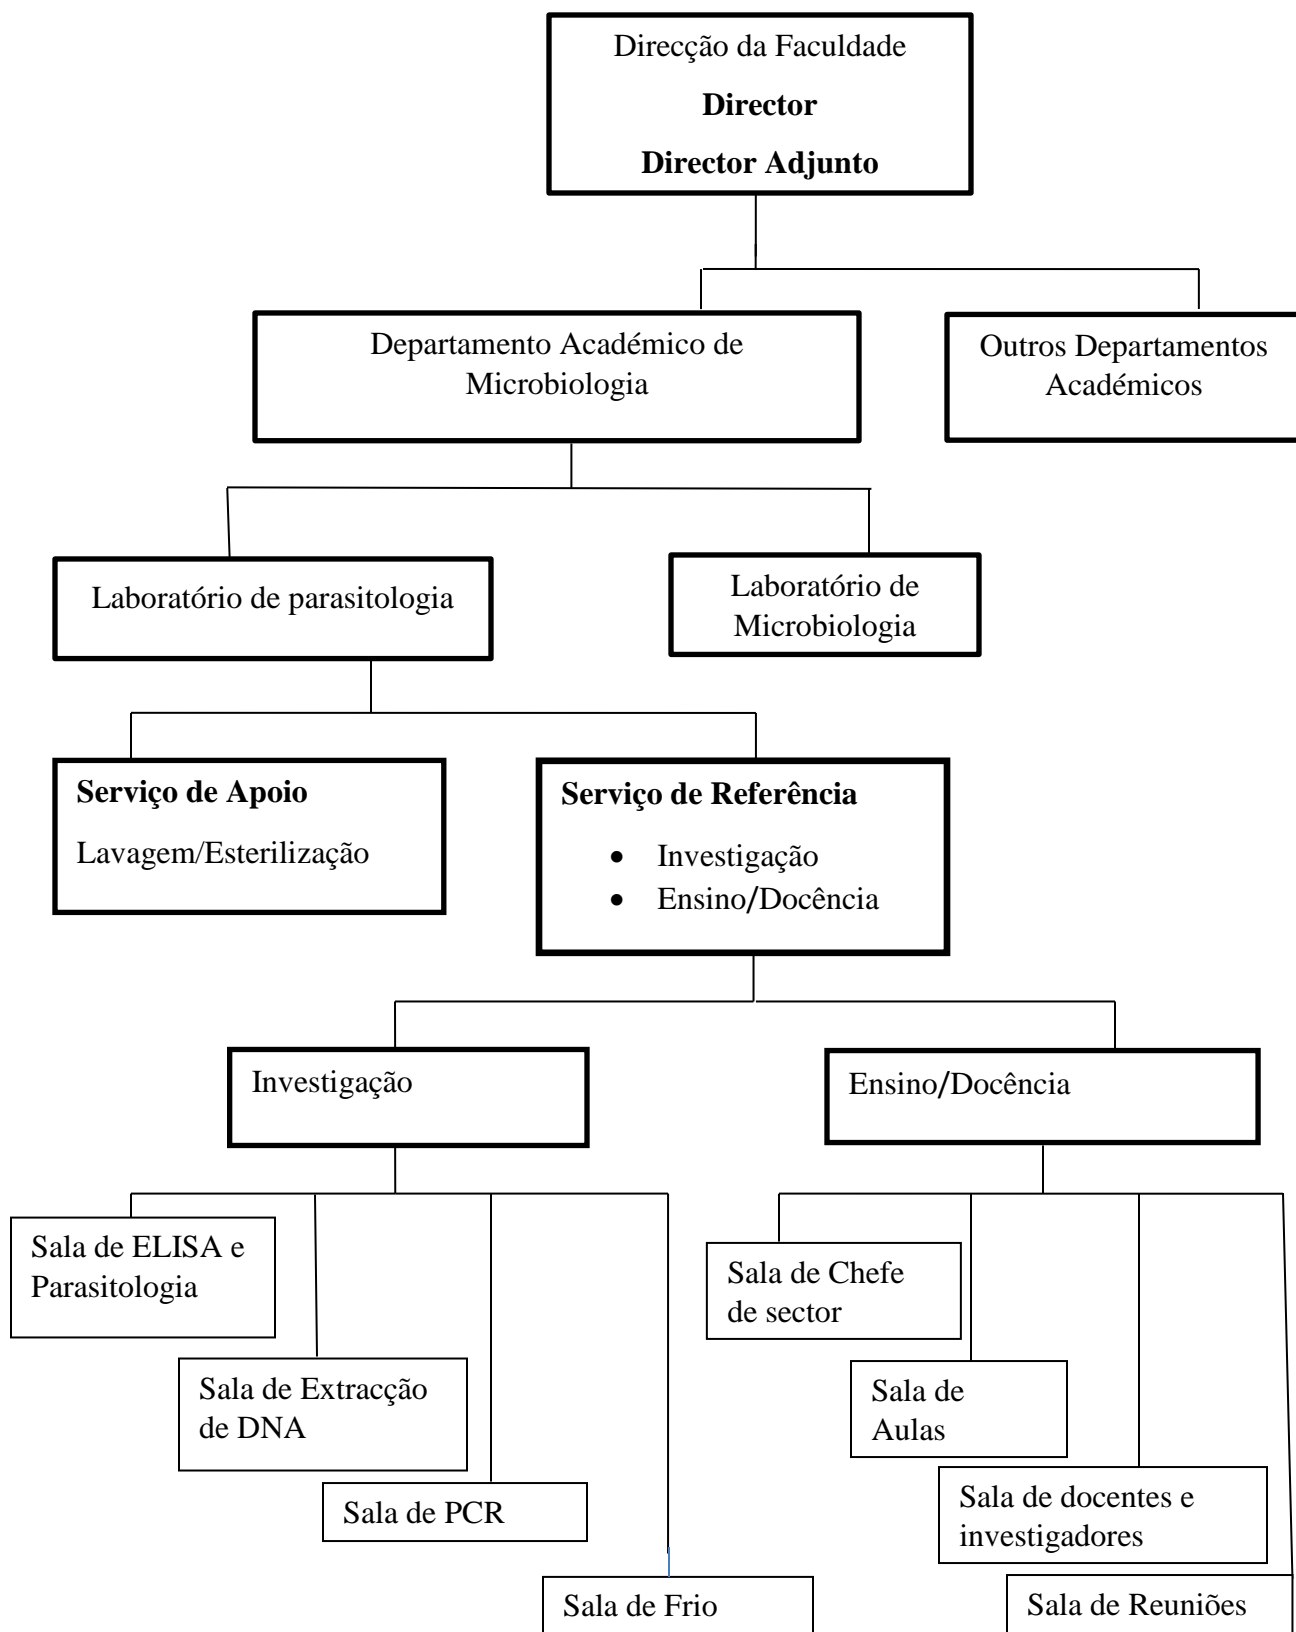 Direcção da Faculdade
Director
Director Adjunto
Departamento Académico de
Microbiologia
Outros Departamentos
Académicos
Laboratório de parasitologia
Laboratório de
Microbiologia
Serviço de Apoio
Lavagem/Esterilização
Serviço de Referência
• Investigação
• Ensino/Docência
Investigação
Ensino/Docência
Sala de ELISA e
Parasitologia
Sala de Chefe
de sector
Sala de Extracção
de DNA
Sala de
Aulas
Sala de PCR
Sala de docentes e
investigadores
Sala de Frio
Sala de Reuniões